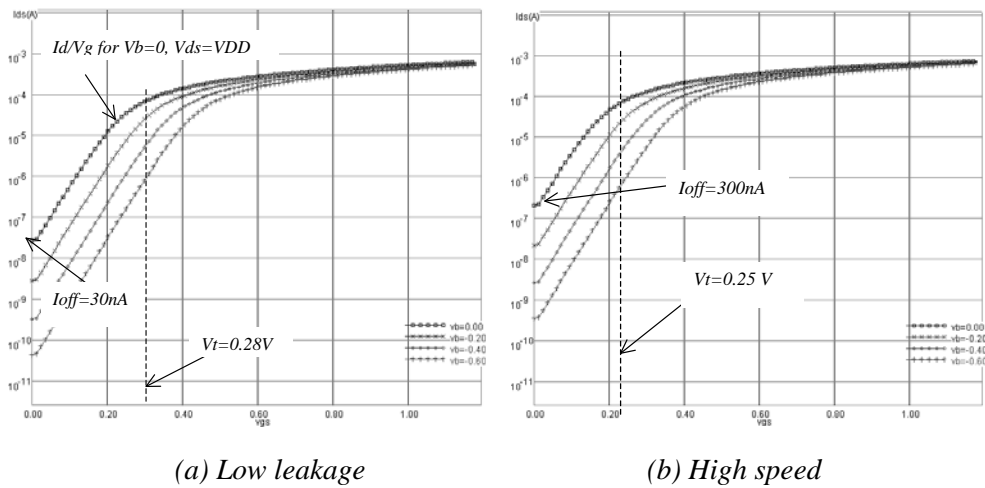 Ids(A)
Id/Vg for Vb=0, Vds=VDD
10-3
10-4
10-5
10-6
10-7
10-8
10-9
10-10
10-11
Ioff=30nA
Vt=0.28V
vb=0.00
vb=-0.20
vb=-0.40
vb=-0.60
0.00 0.20 0.40 0.60 0.80 1.00
vgs
(a) Low leakage
Ids(A)
10-3
10-4
10-5
10-6
10-7
10-8
10-9
10-10
10-11
Ioff=300nA
Vt=0.25 V
vb=0.00
vb=-0.20
vb=-0.40
vb=-0.60
0.00 0.20 0.40 0.60 0.80 1.00
vgs
(b) High speed